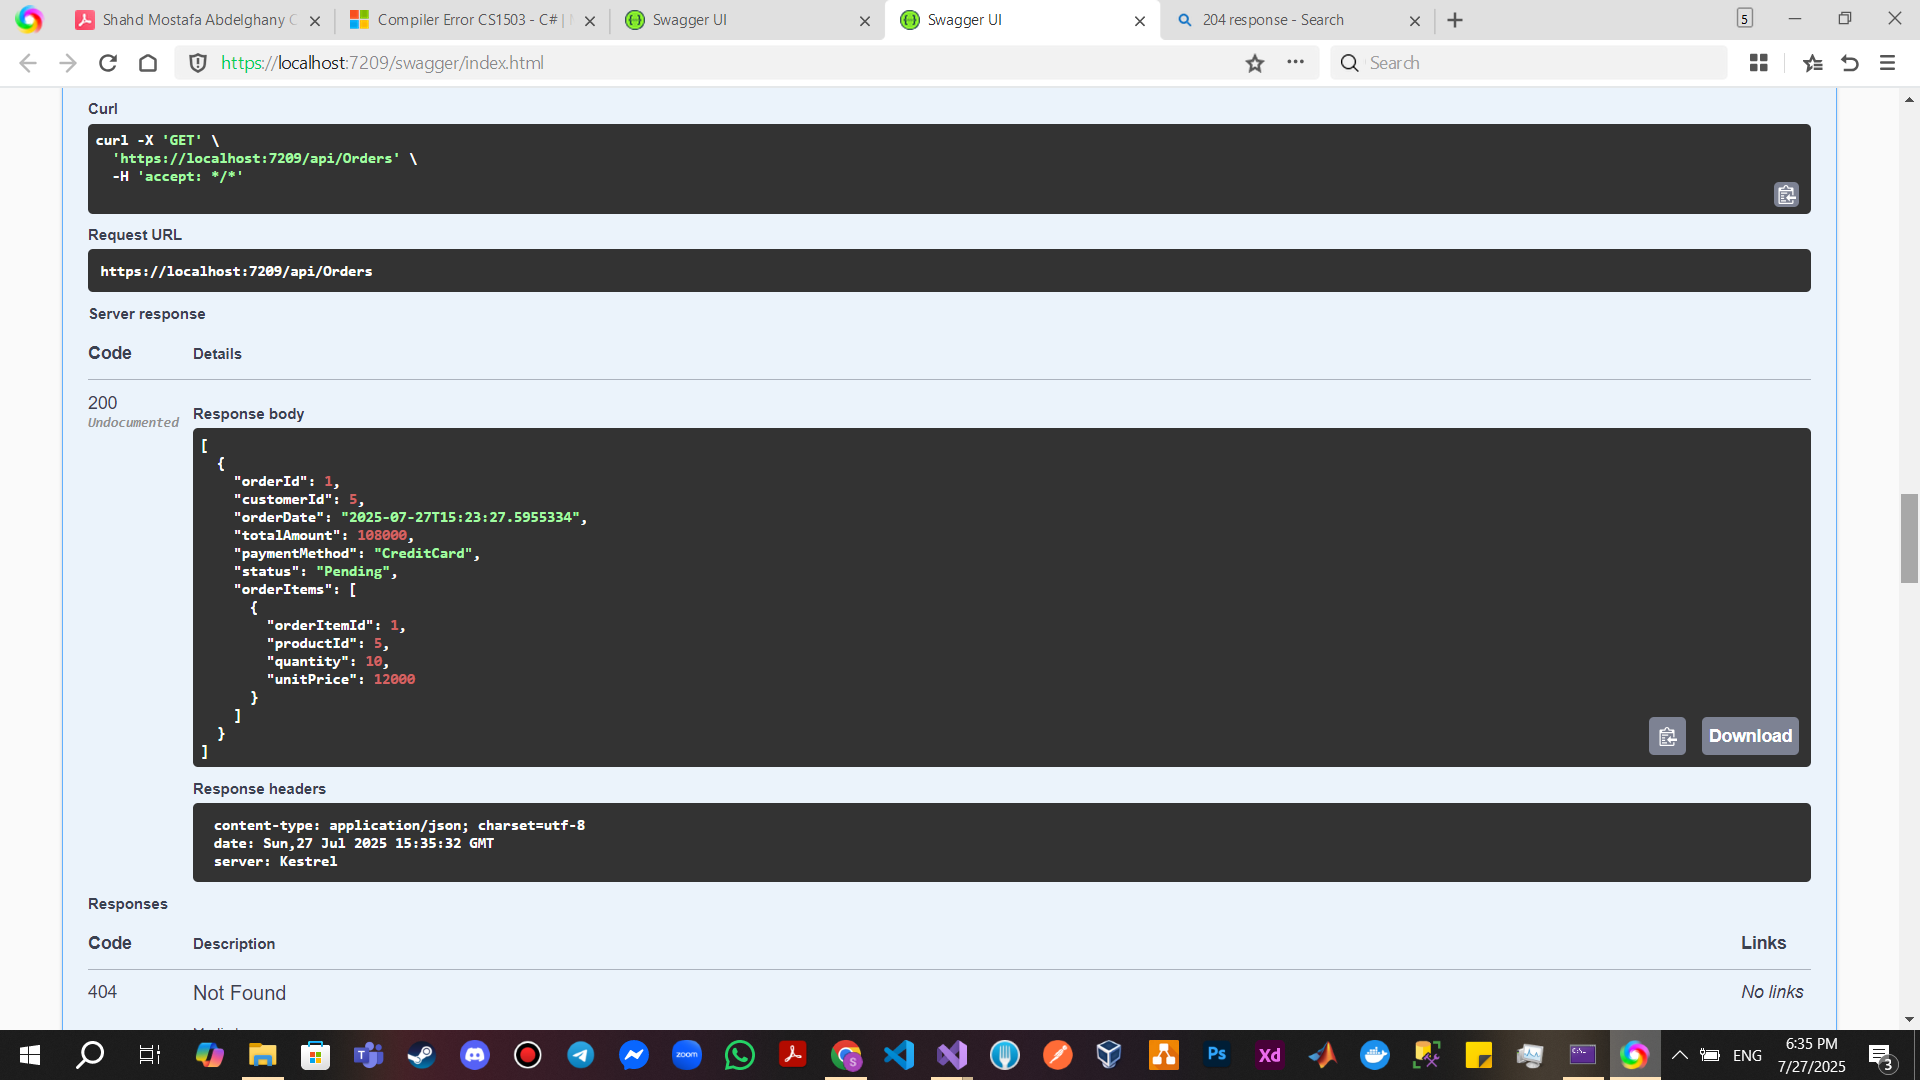 Shahd Mostafa Abdelghany C
Compiler Error CS1503 - C# |
Swagger UI
Swagger UI
204 response - Search
5
https://localhost:7209/swagger/index.html
Search
Curl
curl -X 'GET' \
'https://localhost:7209/api/Orders' \
-H 'accept: */*'
Request URL
https://localhost:7209/api/Orders
Server response
Code Details
200
Undocumented
Response body
[
{
"orderId": 1,
"customerId": 5,
"orderDate": "2025-07-27T15:23:27.5955334",
"totalAmount": 108000,
"paymentMethod": "CreditCard",
"status": "Pending",
"orderItems": [
{
"orderItemId": 1,
"productId": 5,
"quantity": 10,
"unitPrice": 12000
}
]
}
]
Download
Response headers
content-type: application/json; charset=utf-8
date: Sun,27 Jul 2025 15:35:32 GMT
server: Kestrel
Responses
Code Description Links
404 Not Found No links
zoom
Ps
Xd
ENG
6:35 PM
7/27/2025
3